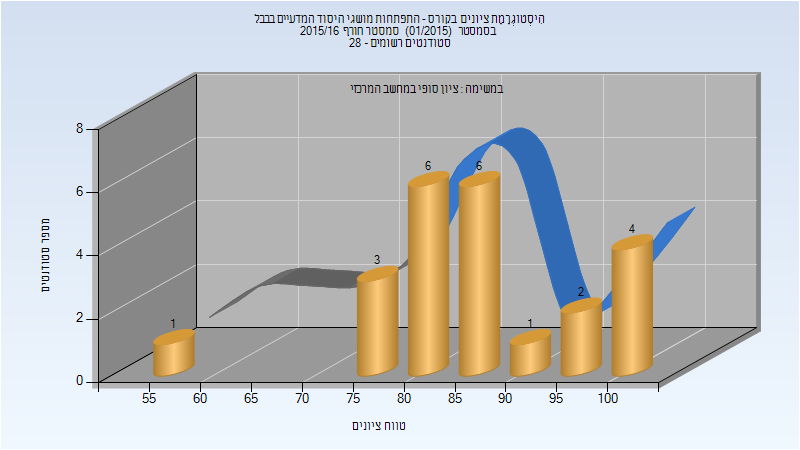 היסטוגרמת ציונים בקורס - התפתחות מושגי היסוד המדעיים בבבל
בסמסטר (01/2015) סמסטר חורף 2015/16
סטודנטים רשומים - 28
במשימה : ציון סופי במחשב המרכזי
8
6
4
2
0
מספר סטודנטים
1
3
6
6
1
2
4
55 60 65 70 75 80 85 90 95 100
טווח ציונים